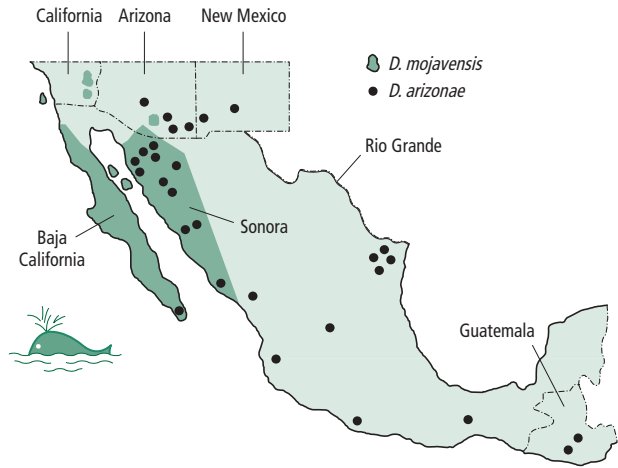 California
Arizona
New Mexico
D. mojavensis
D. arizonae
Rio Grande
Sonora
Baja
California
Guatemala